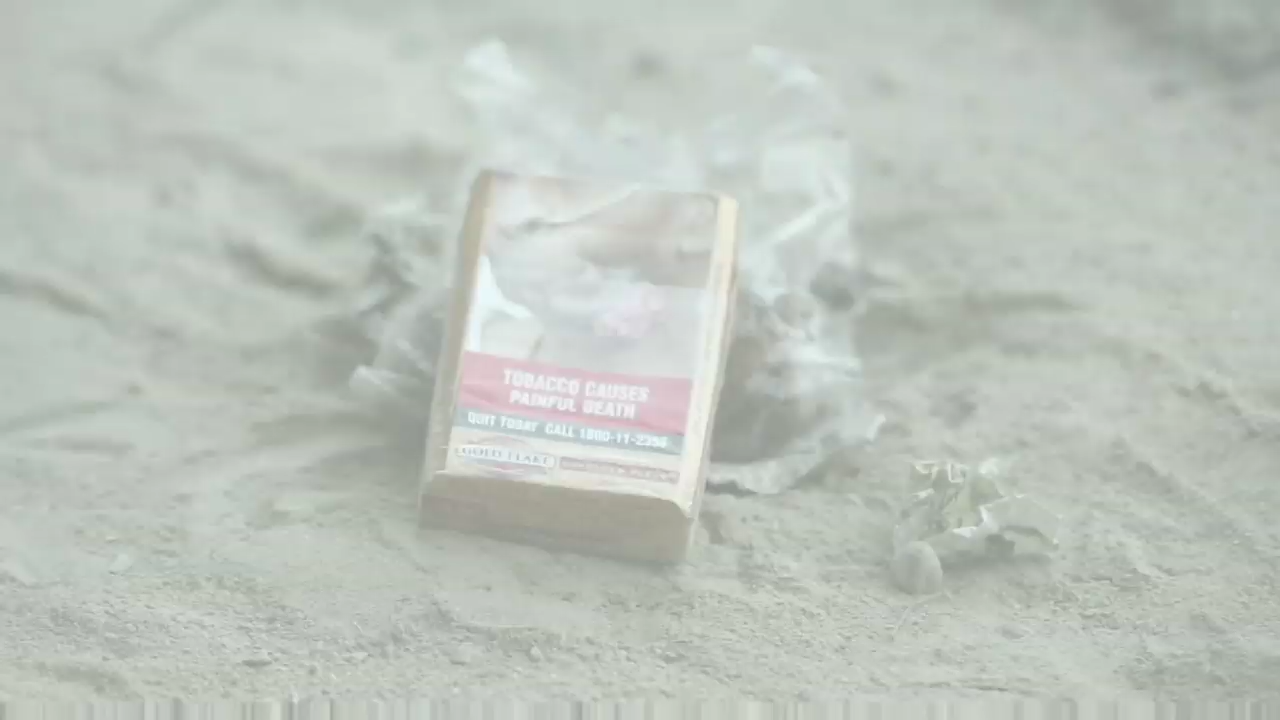 TOBACCO CAUSES
PAINFUL DEATH
QUIT TODAY CALL 1800-11-2356
GOLD FLAKE